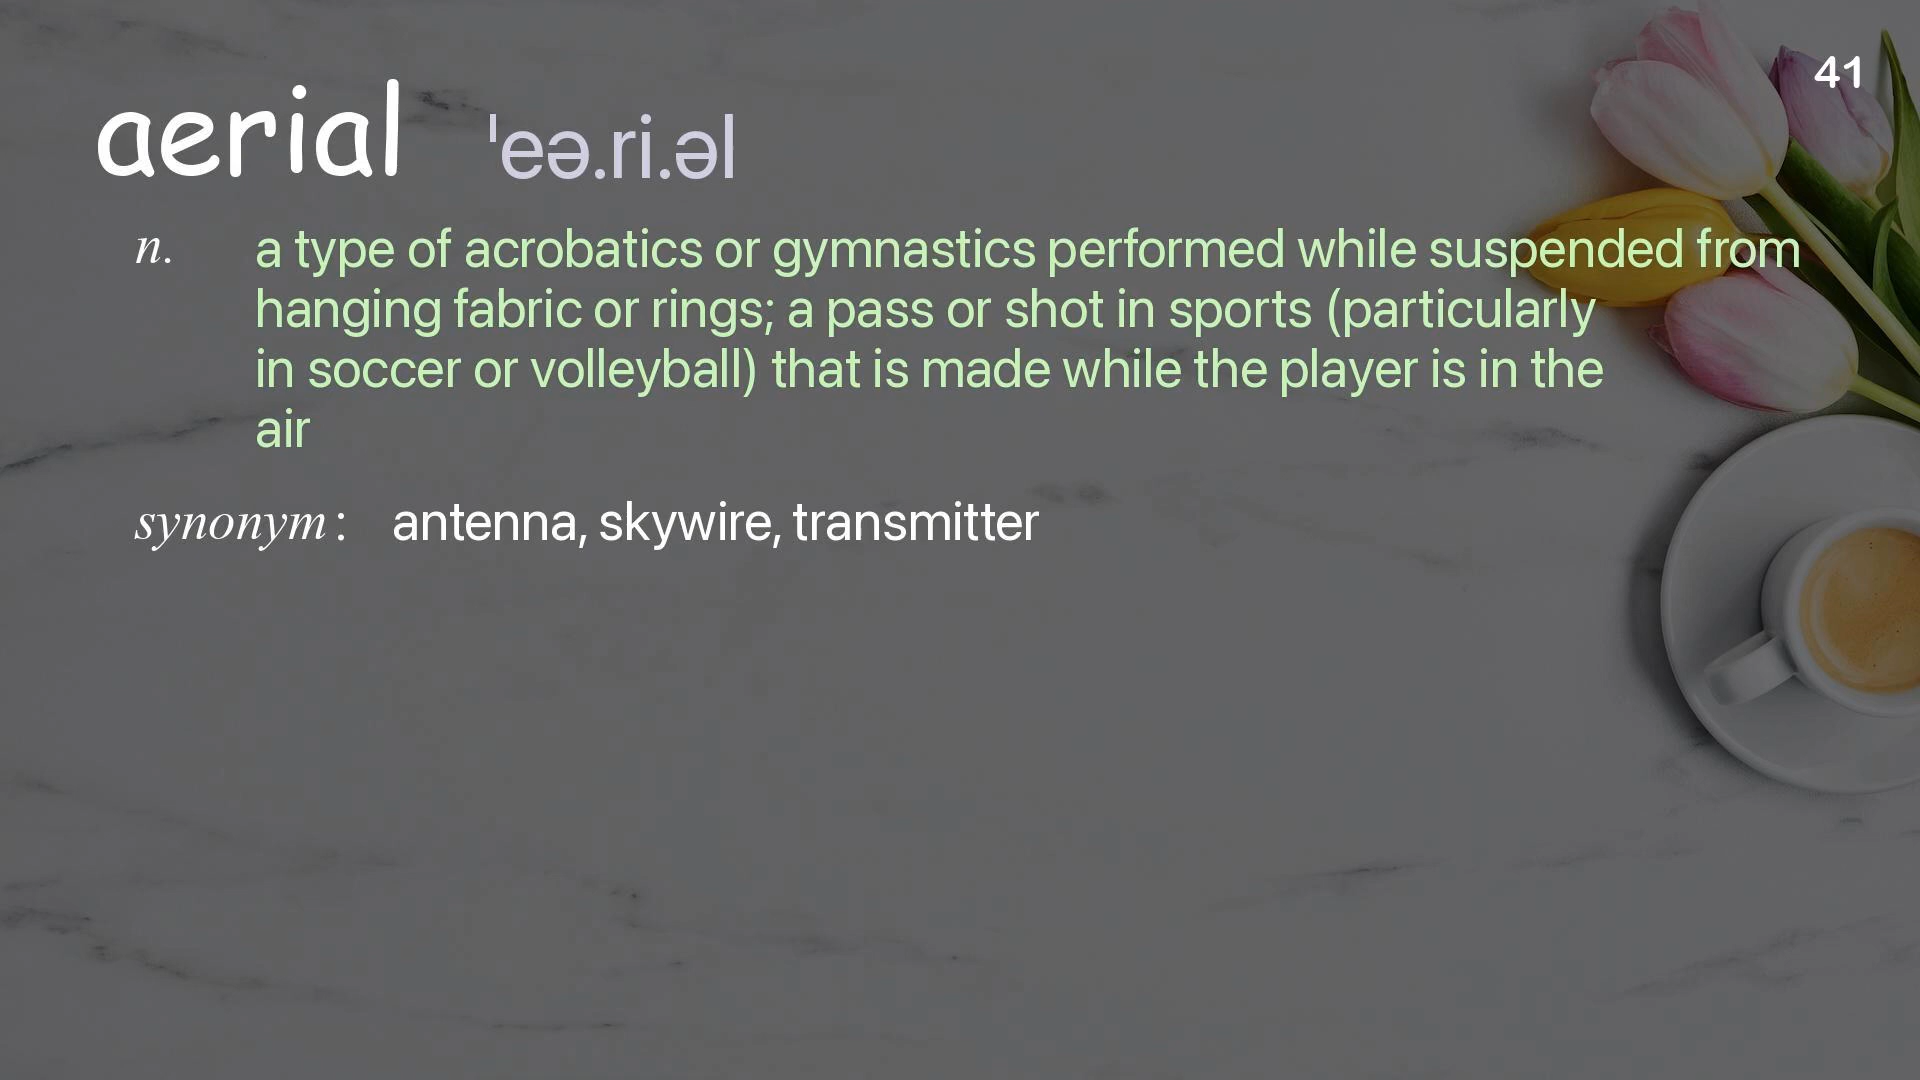 41
aerial ˈeə.ri.əl
n. a type of acrobatics or gymnastics performed while suspended from
hanging fabric or rings; a pass or shot in sports (particularly
in soccer or volleyball) that is made while the player is in the
air
synonym: antenna, skywire, transmitter